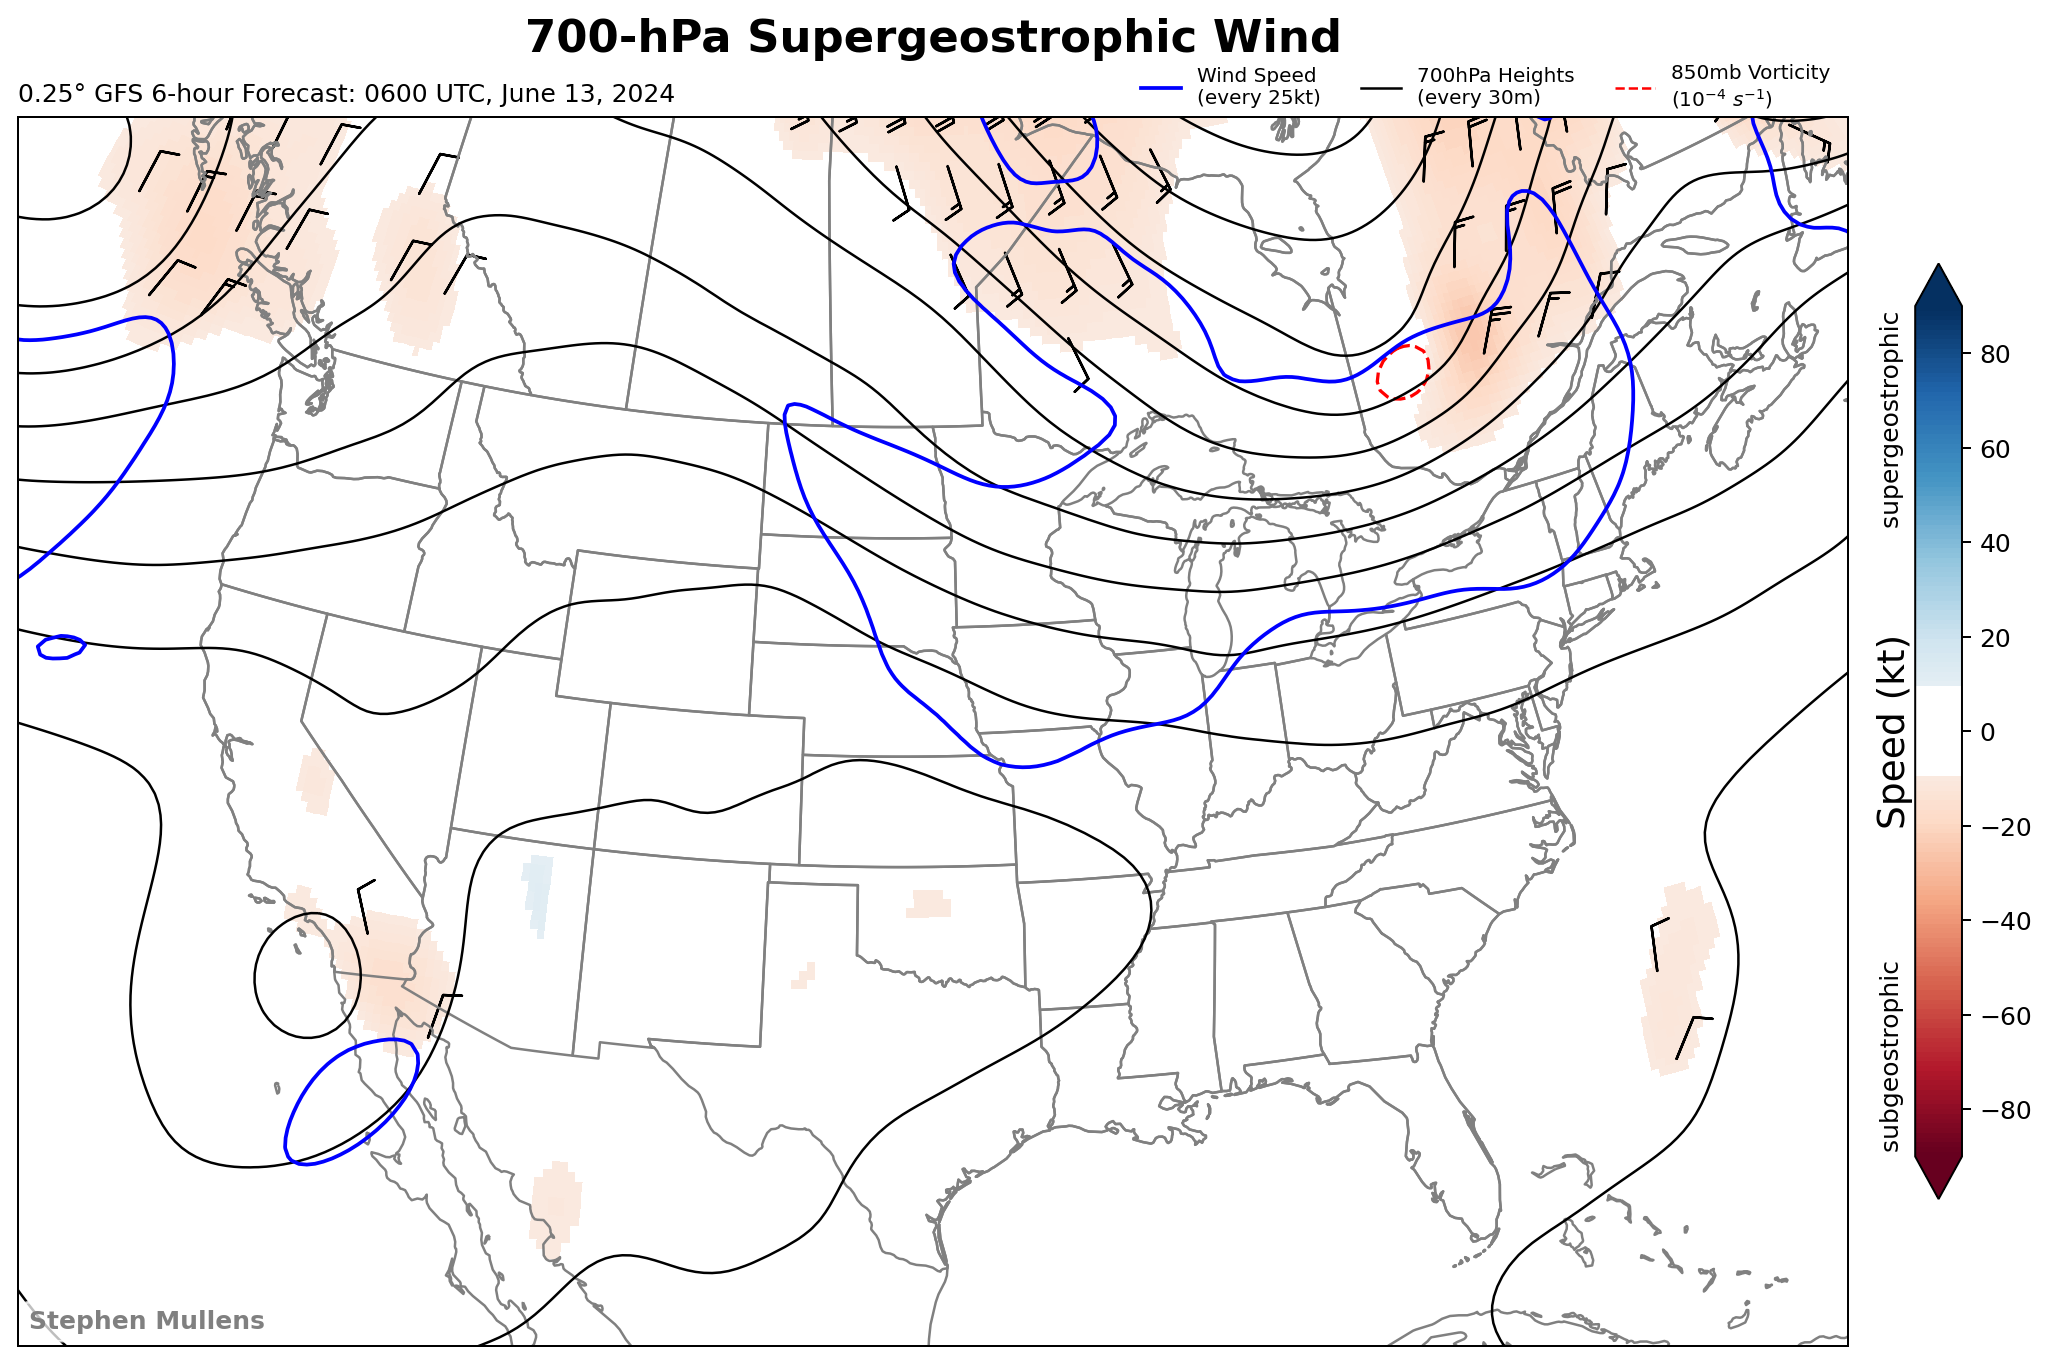 700-hPa Supergeostrophic Wind
0.25° GFS 6-hour Forecast: 0600 UTC, June 13, 2024
Wind Speed
(every 25kt)
700hPa Heights
(every 30m)
850mb Vorticity
(10⁻⁴ s⁻¹)
supergeostrophic
Speed (kt)
subgeostrophic
80
60
40
20
0
−20
−40
−60
−80
Stephen Mullens